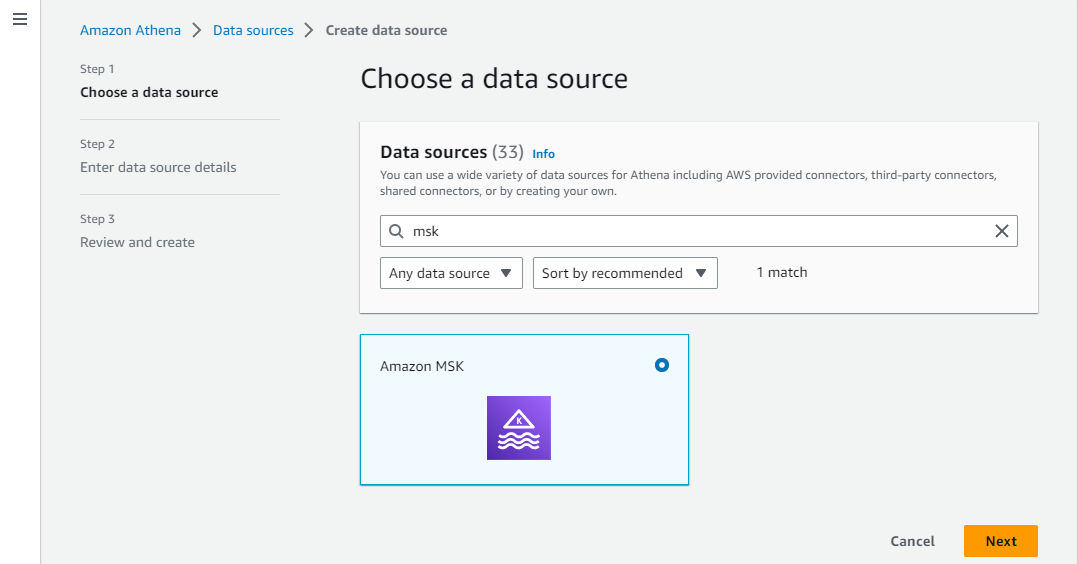 Amazon Athena > Data sources > Create data source
Step 1
Choose a data source
Step 2
Enter data source details
Step 3
Review and create
Choose a data source
Data sources (33) Info
You can use a wide variety of data sources for Athena including AWS provided connectors, third-party connectors,
shared connectors, or by creating your own.
msk
Any data source
Sort by recommended
1 match
Amazon MSK
K
Cancel
Next